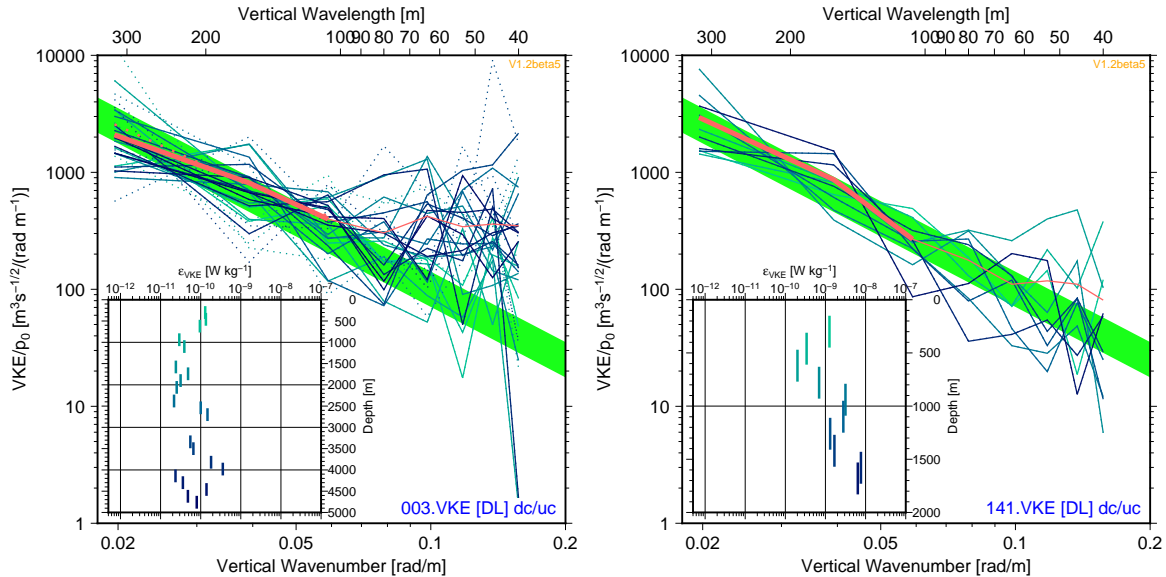 Vertical Wavelength [m]
300 200 100 90 80 70 60 50 40
V1.2beta5
10000
1000
100
10
1
VKE/p₀ [m³s⁻¹/²/(rad m⁻¹)]
ε_VKE [W kg⁻¹]
10⁻¹² 10⁻¹¹ 10⁻¹⁰ 10⁻⁹ 10⁻⁸ 10⁻⁷
0
500
1000
1500
2000
2500
3000
3500
4000
4500
5000
Depth [m]
003.VKE [DL] dc/uc
0.02 0.05 0.1 0.2
Vertical Wavenumber [rad/m]
Vertical Wavelength [m]
300 200 100 90 80 70 60 50 40
V1.2beta5
10000
1000
100
10
1
VKE/p₀ [m³s⁻¹/²/(rad m⁻¹)]
ε_VKE [W kg⁻¹]
10⁻¹² 10⁻¹¹ 10⁻¹⁰ 10⁻⁹ 10⁻⁸ 10⁻⁷
0
500
1000
1500
2000
Depth [m]
141.VKE [DL] dc/uc
0.02 0.05 0.1 0.2
Vertical Wavenumber [rad/m]